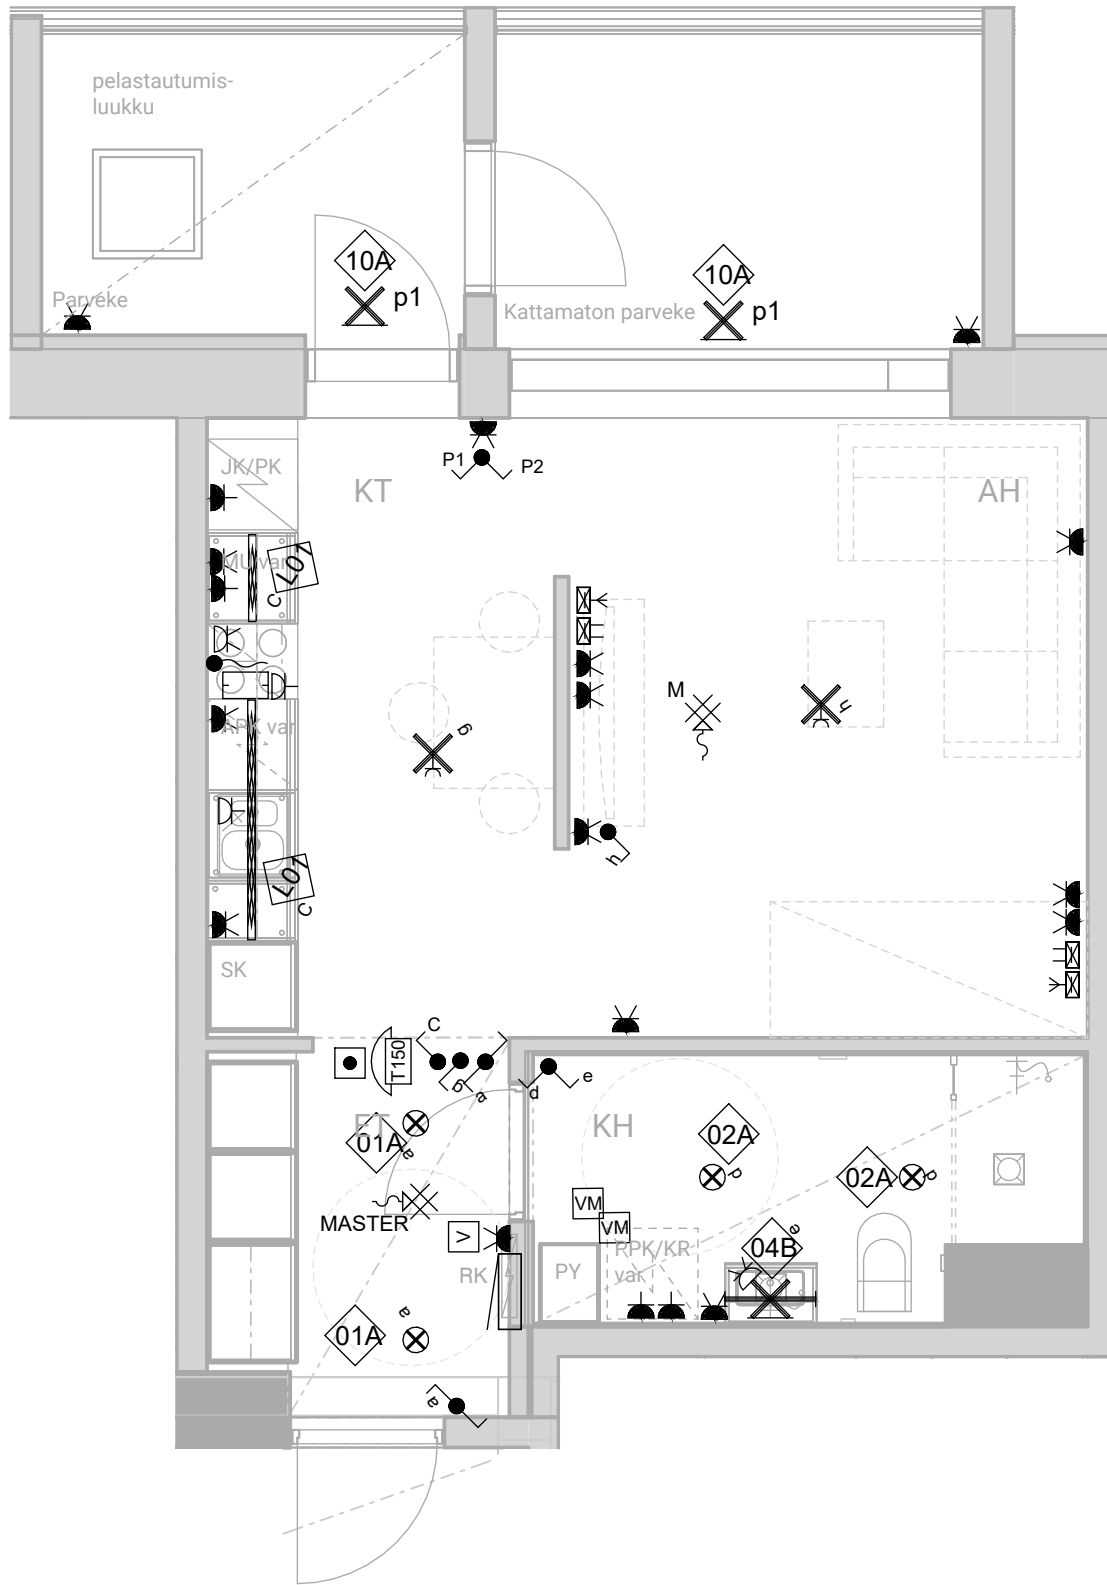 pelastautumis-
luukku
10A
p1
10A
p1
Parveke
Kattamaton parveke
P1
P2
JK/PK
KT
AH
MU var
L01
C
M
h
g
APK var
h
L01
C
SK
C
T150
g
a
d
e
ET
01A
a
KH
02A
d
02A
d
MASTER
VM
VM
V
RPK/KR
var
04B
e
RK
PY
a
01A
a